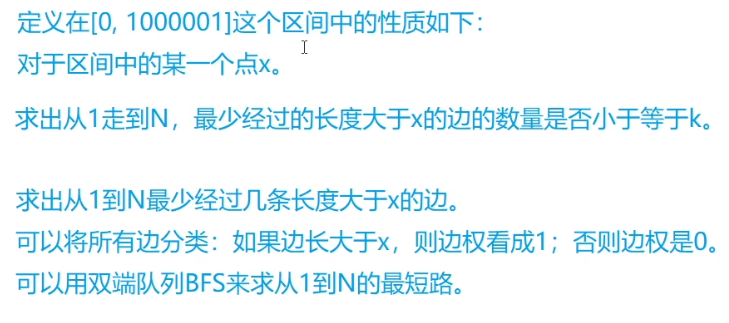 定义在[0, 1000001]这个区间中的性质如下：
对于区间中的某一个点x。
求出从1走到N，最少经过的长度大于x的边的数量是否小于等于k。
求出从1到N最少经过几条长度大于x的边。
可以将所有边分类：如果边长大于x，则边权看成1；否则边权是0。
可以用双端队列BFS来求从1到N的最短路。